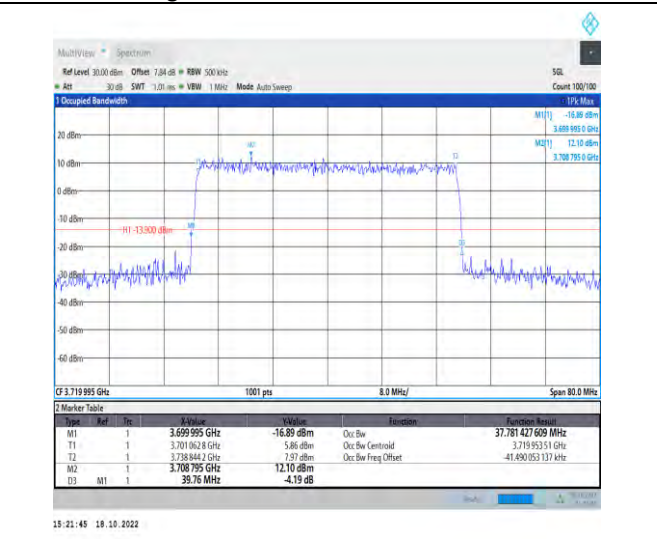 MultiView Spectrum
Ref Level 30.00 dBm Offset 7.84 dB RBW 500 kHz SGL
Att 30 dB SWT 1.01 ms VBW 1 MHz Mode Auto Sweep Count 100/100
1 Occupied Bandwidth 1Pk Max
M1[1] -16.89 dBm
3.699 995 0 GHz
M2[1] 12.10 dBm
3.708 795 0 GHz
20 dBm
M2
T1 T2
10 dBm
0 dBm
-10 dBm
H1 -13.900 dBm
-20 dBm
D3
-30 dBm
-40 dBm
-50 dBm
-60 dBm
CF 3.719 995 GHz 1001 pts 8.0 MHz/ Span 80.0 MHz
2 Marker Table
Type Ref Trc X-Value Y-Value Function Function Result
M1 1 3.699 995 GHz -16.89 dBm Occ Bw 37.781 427 609 MHz
T1 1 3.701 062 8 GHz 5.86 dBm Occ Bw Centroid 3.719 953 51 GHz
T2 1 3.738 844 2 GHz 7.97 dBm Occ Bw Freq Offset -41.490 053 137 kHz
M2 1 3.708 795 GHz 12.10 dBm
D3 M1 1 39.76 MHz -4.19 dB
15:21:45 18.10.2022